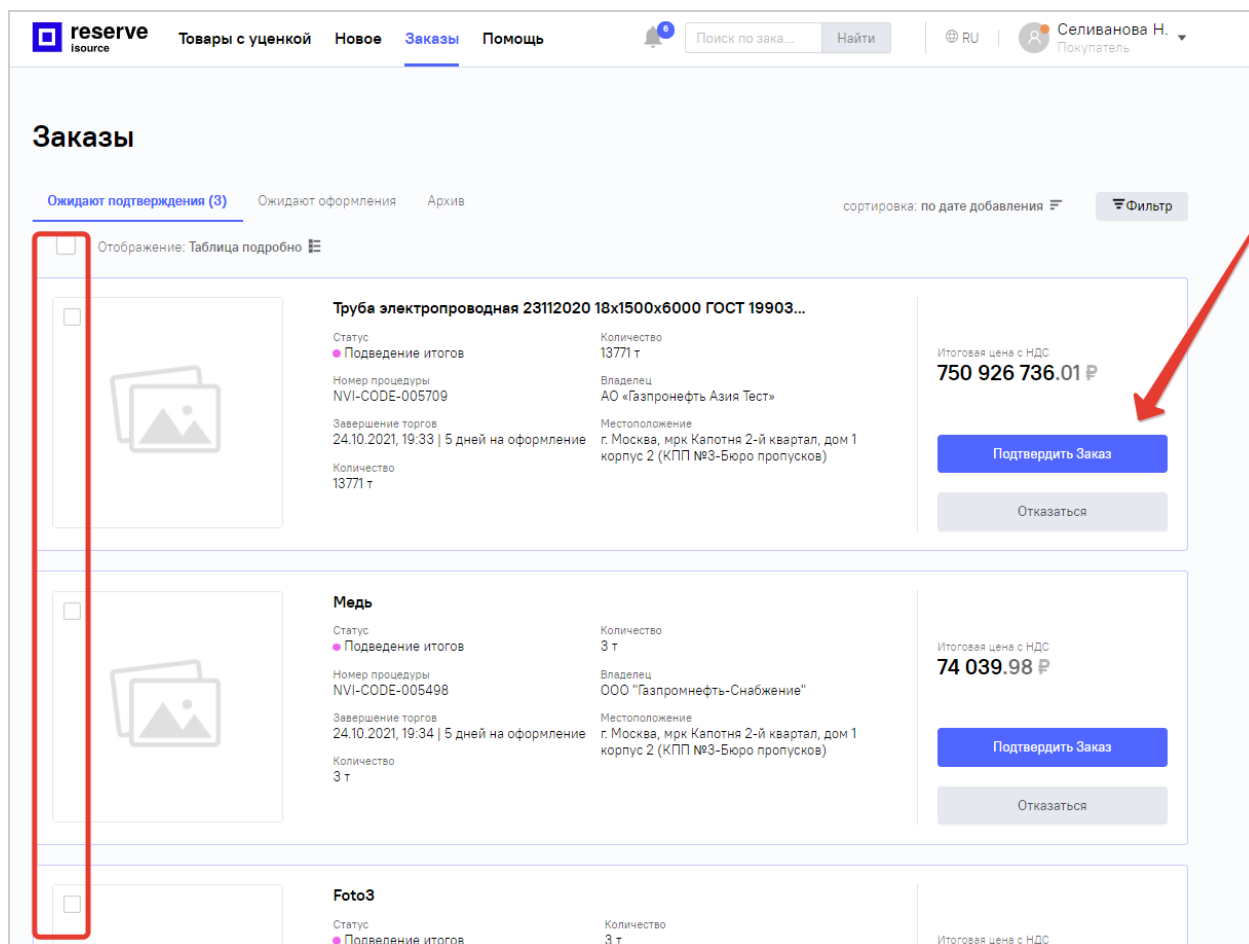 reserve
isource
Товары с уценкой Новое Заказы Помощь
6
Поиск по зака... Найти
RU
Селиванова Н.
Покупатель
Заказы
Ожидают подтверждения (3) Ожидают оформления Архив
сортировка: по дате добавления Фильтр
Отображение: Таблица подробно
Труба электропроводная 23112020 18х1500х6000 ГОСТ 19903...
Статус
Подведение итогов
Количество
13771 т
Номер процедуры
NVI-CODE-005709
Владелец
АО «Газпронефть Азия Тест»
Завершение торгов
24.10.2021, 19:33 | 5 дней на оформление
Местоположение
г. Москва, мрк Капотня 2-й квартал, дом 1
корпус 2 (КПП №3-Бюро пропусков)
Количество
13771 т
Итоговая цена с НДС
750 926 736.01 ₽
Подтвердить Заказ
Отказаться
Медь
Статус
Подведение итогов
Количество
3 т
Номер процедуры
NVI-CODE-005498
Владелец
ООО "Газпромнефть-Снабжение"
Завершение торгов
24.10.2021, 19:34 | 5 дней на оформление
Местоположение
г. Москва, мрк Капотня 2-й квартал, дом 1
корпус 2 (КПП №3-Бюро пропусков)
Количество
3 т
Итоговая цена с НДС
74 039.98 ₽
Подтвердить Заказ
Отказаться
Foto3
Статус
Подведение итогов
Количество
3 т
Итоговая цена с НДС